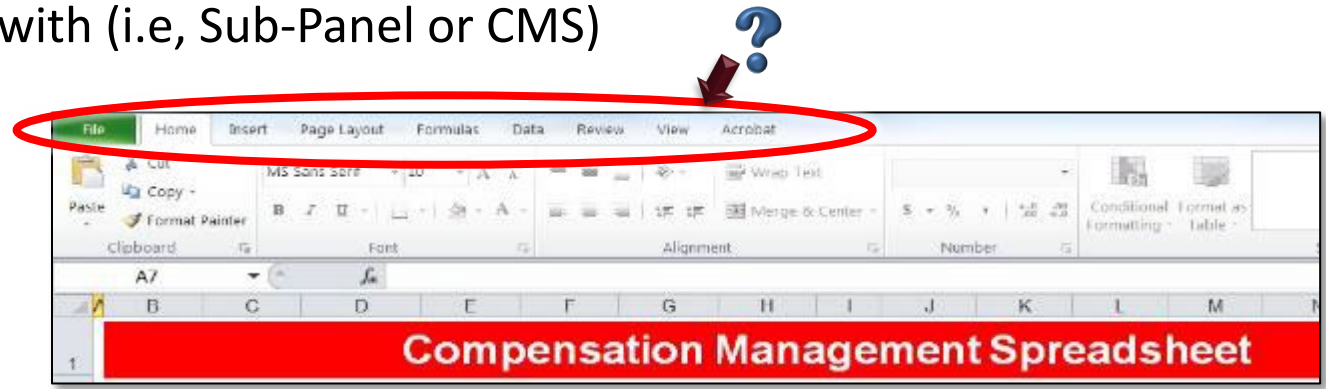 with (i.e, Sub-Panel or CMS)
?
File Home Insert Page Layout Formulas Data Review View Acrobat
Cut MS Sans Serif 10 A A Wrap Text
Copy
Paste Format Painter B I U A Merge & Center $ % , Conditional Formatting Format as Table
Clipboard Font Alignment Number
A7 fx
B C D E F G H I J K L M
1 Compensation Management Spreadsheet